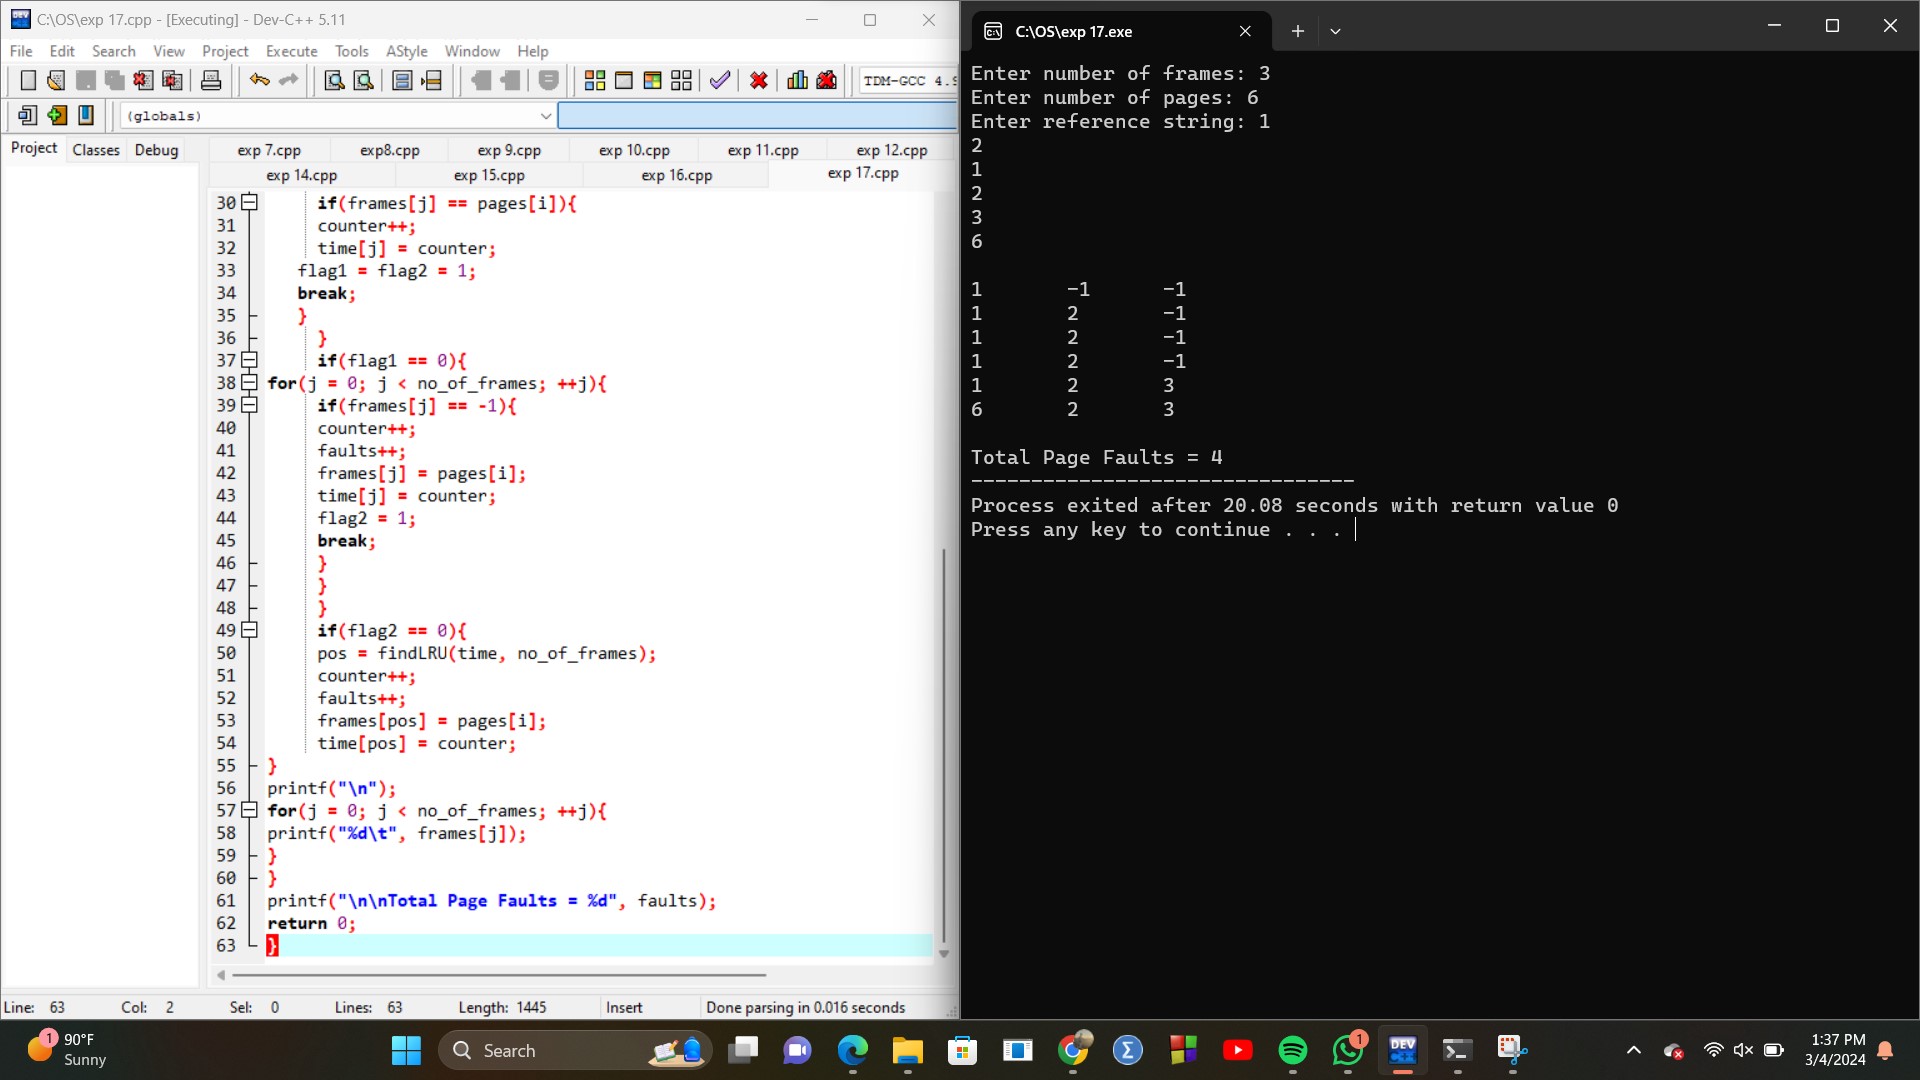 C:\OS\exp 17.cpp - [Executing] - Dev-C++ 5.11
File Edit Search View Project Execute Tools AStyle Window Help
TDM-GCC 4.9
(globals)
Project Classes Debug
exp 7.cpp exp8.cpp exp 9.cpp exp 10.cpp exp 11.cpp exp 12.cpp
exp 14.cpp exp 15.cpp exp 16.cpp exp 17.cpp
30 if(frames[j] == pages[i]){
31 counter++;
32 time[j] = counter;
33 flag1 = flag2 = 1;
34 break;
35 }
36 }
37 if(flag1 == 0){
38 for(j = 0; j < no_of_frames; ++j){
39 if(frames[j] == -1){
40 counter++;
41 faults++;
42 frames[j] = pages[i];
43 time[j] = counter;
44 flag2 = 1;
45 break;
46 }
47 }
48 }
49 if(flag2 == 0){
50 pos = findLRU(time, no_of_frames);
51 counter++;
52 faults++;
53 frames[pos] = pages[i];
54 time[pos] = counter;
55 }
56 printf("\n");
57 for(j = 0; j < no_of_frames; ++j){
58 printf("%d\t", frames[j]);
59 }
60 }
61 printf("\n\nTotal Page Faults = %d", faults);
62 return 0;
63 }
Line: 63 Col: 2 Sel: 0 Lines: 63 Length: 1445 Insert Done parsing in 0.016 seconds
C:\OS\exp 17.exe
Enter number of frames: 3
Enter number of pages: 6
Enter reference string: 1
2
1
2
3
6
1 -1 -1
1 2 -1
1 2 -1
1 2 -1
1 2 3
6 2 3
Total Page Faults = 4
--------------------------------
Process exited after 20.08 seconds with return value 0
Press any key to continue . . .
1
90°F
Sunny
Search
1
DEV
C++
1:37 PM
3/4/2024